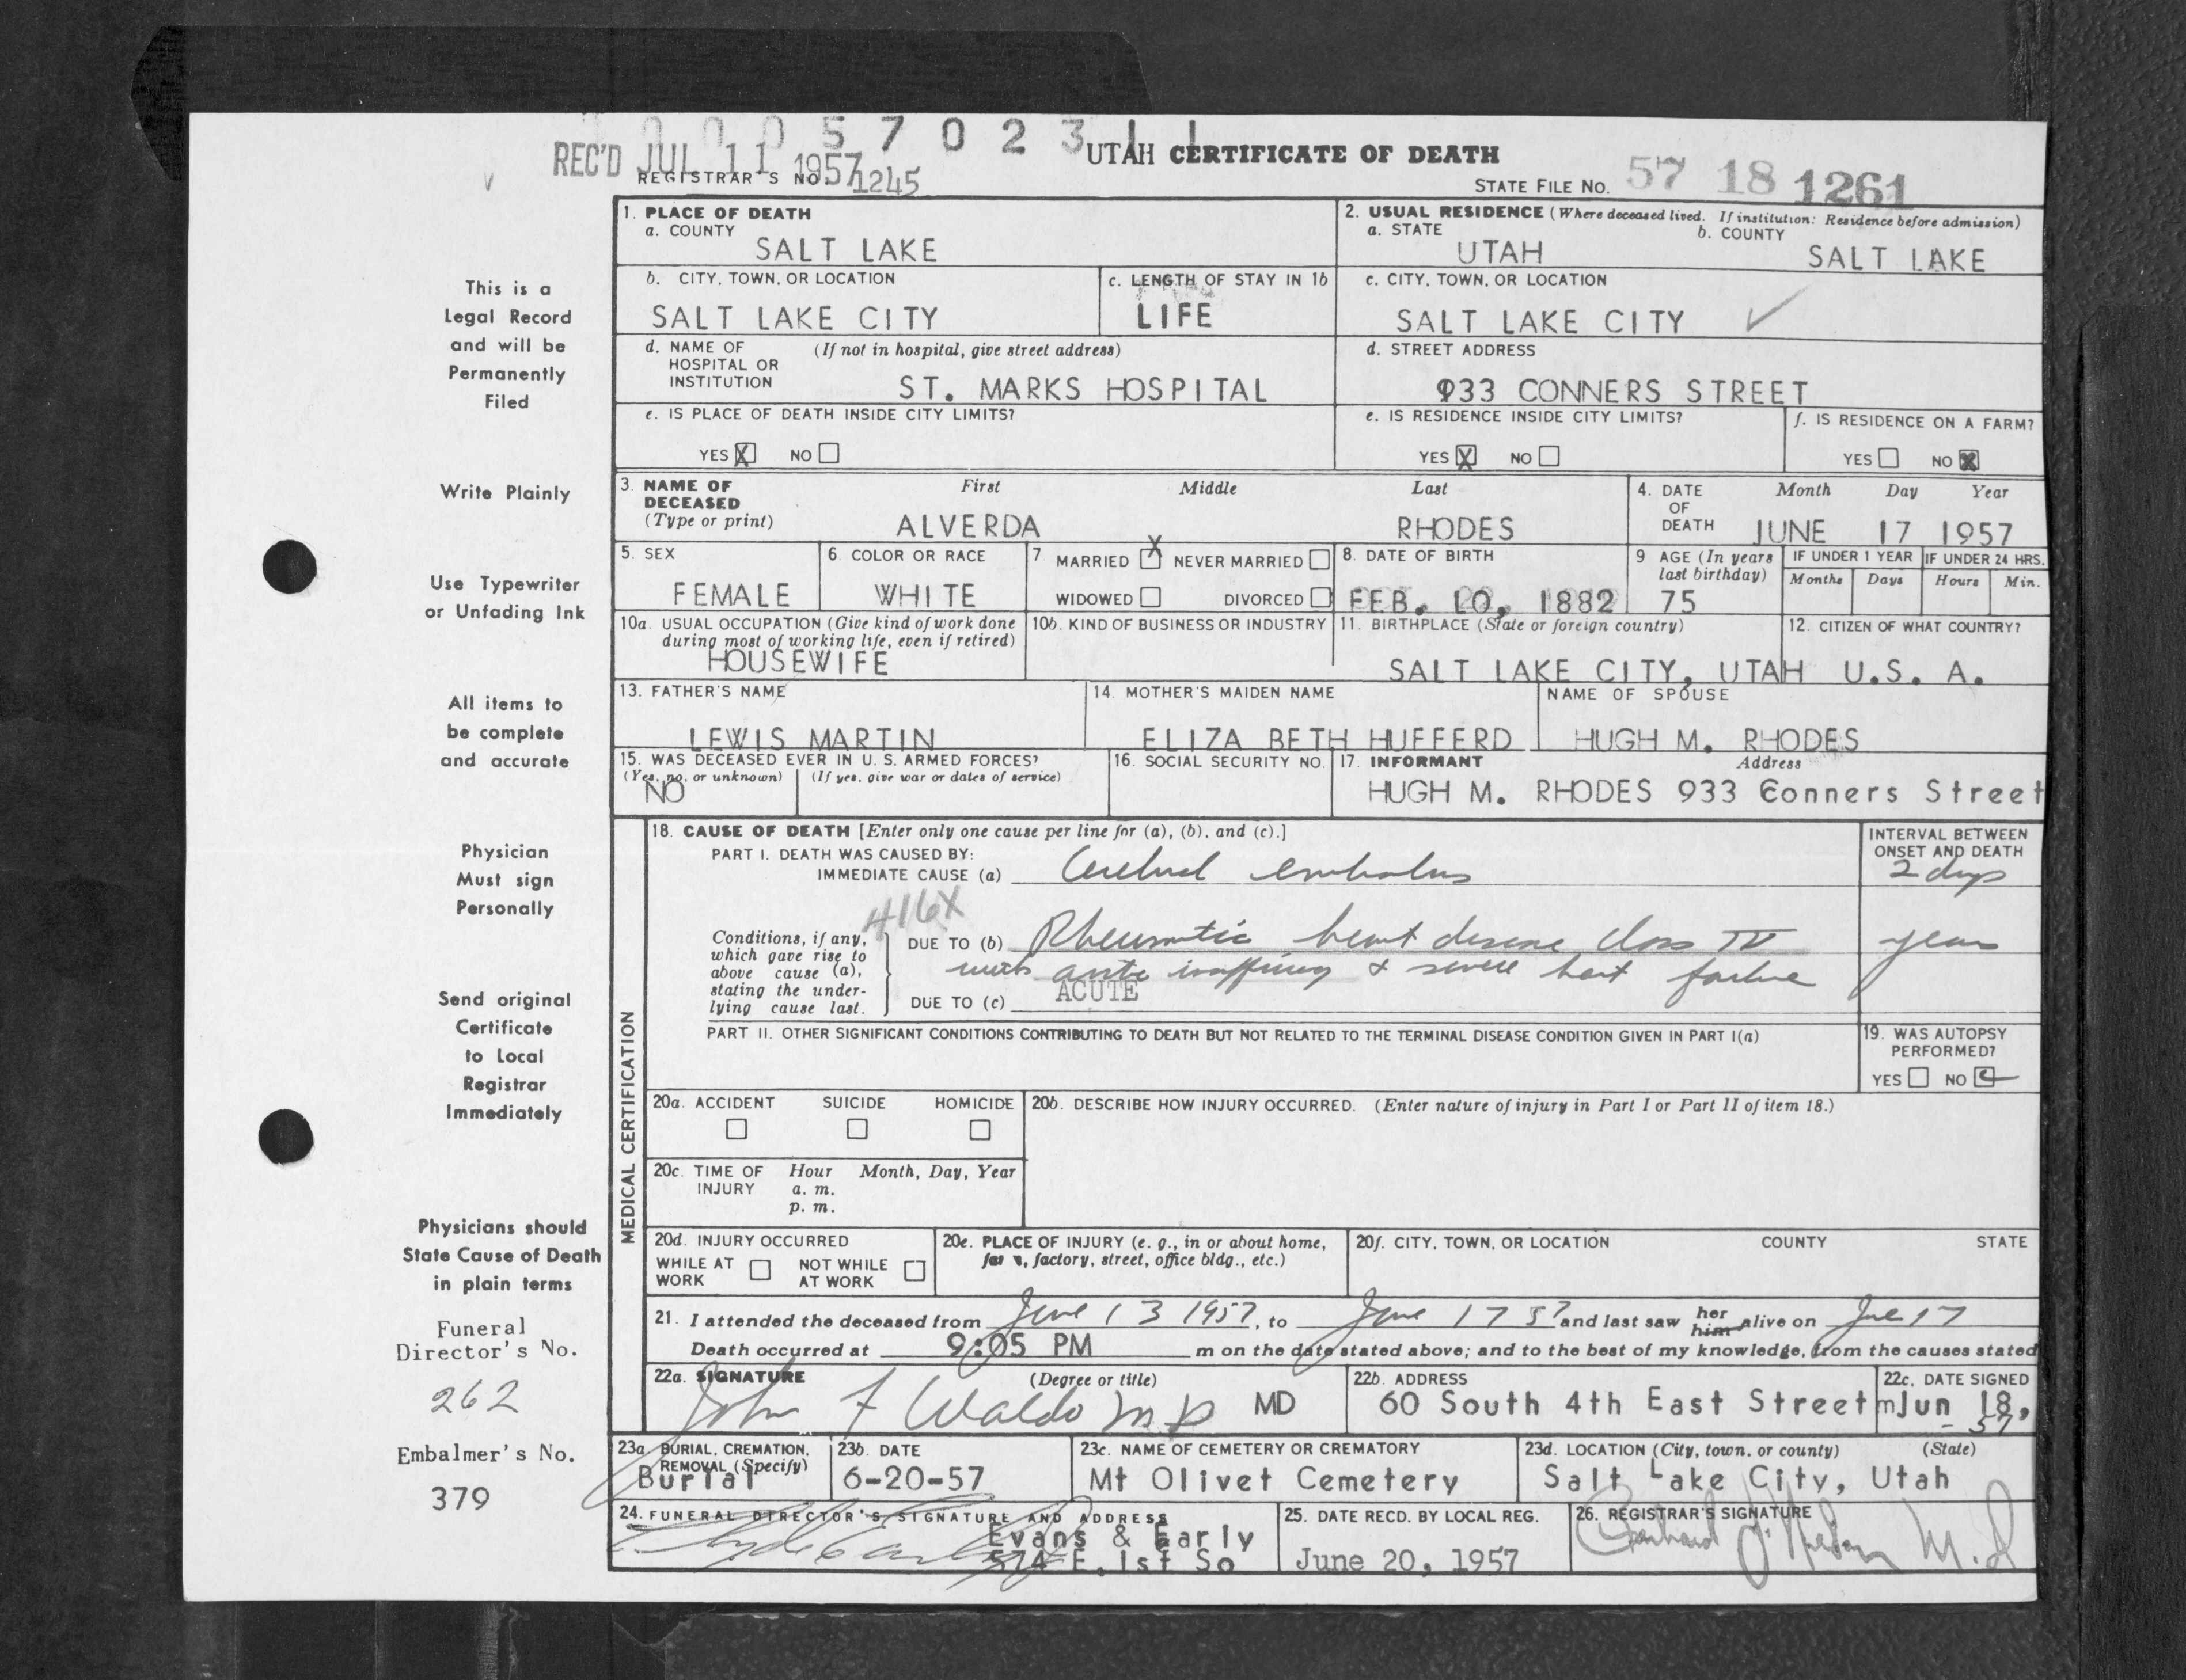 0 0 0 5 7 0 2 3 1 1
REC'D JUL 11 1957
UTAH CERTIFICATE OF DEATH
REGISTRAR'S NO. 1245
STATE FILE NO. 57 18 1261
This is a
Legal Record
and will be
Permanently
Filed
Write Plainly
Use Typewriter
or Unfading Ink
All items to
be complete
and accurate
Physician
Must sign
Personally
Send original
Certificate
to Local
Registrar
Immediately
Physicians should
State Cause of Death
in plain terms
Funeral
Director's No.
262
Embalmer's No.
379
1. PLACE OF DEATH
a. COUNTY
SALT LAKE
2. USUAL RESIDENCE (Where deceased lived. If institution: Residence before admission)
a. STATE b. COUNTY
UTAH SALT LAKE
b. CITY, TOWN, OR LOCATION
SALT LAKE CITY
c. LENGTH OF STAY IN 1b
LIFE
c. CITY, TOWN, OR LOCATION
SALT LAKE CITY
d. NAME OF (If not in hospital, give street address)
HOSPITAL OR
INSTITUTION
ST. MARKS HOSPITAL
d. STREET ADDRESS
933 CONNERS STREET
e. IS PLACE OF DEATH INSIDE CITY LIMITS?
YES X NO
e. IS RESIDENCE INSIDE CITY LIMITS?
YES X NO
f. IS RESIDENCE ON A FARM?
YES NO X
3. NAME OF First Middle Last
DECEASED
(Type or print)
ALVERDA RHODES
4. DATE Month Day Year
OF
DEATH JUNE 17 1957
5. SEX
FEMALE
6. COLOR OR RACE
WHITE
7 MARRIED X NEVER MARRIED
WIDOWED DIVORCED
8. DATE OF BIRTH
FEB. 10, 1882
9 AGE (In years
last birthday)
75
IF UNDER 1 YEAR IF UNDER 24 HRS.
Months Days Hours Min.
10a. USUAL OCCUPATION (Give kind of work done
during most of working life, even if retired)
HOUSEWIFE
10b. KIND OF BUSINESS OR INDUSTRY
11. BIRTHPLACE (State or foreign country)
SALT LAKE CITY, UTAH
12. CITIZEN OF WHAT COUNTRY?
U.S. A.
13. FATHER'S NAME
LEWIS MARTIN
14. MOTHER'S MAIDEN NAME
ELIZA BETH HUFFERD
NAME OF SPOUSE
HUGH M. RHODES
15. WAS DECEASED EVER IN U. S. ARMED FORCES?
(Yes, no, or unknown) (If yes, give war or dates of service)
NO
16. SOCIAL SECURITY NO.
17. INFORMANT Address
HUGH M. RHODES 933 Conners Street
MEDICAL CERTIFICATION
18. CAUSE OF DEATH [Enter only one cause per line for (a), (b), and (c).]
PART I. DEATH WAS CAUSED BY:
IMMEDIATE CAUSE (a) Cerebral embolus
INTERVAL BETWEEN
ONSET AND DEATH
2 days
416X
Conditions, if any,
which gave rise to
above cause (a),
stating the under-
lying cause last.
DUE TO (b) Rheumatic heart disease Class IV
years
with aortic & severe heart failure
ACUTE
DUE TO (c)
PART II. OTHER SIGNIFICANT CONDITIONS CONTRIBUTING TO DEATH BUT NOT RELATED TO THE TERMINAL DISEASE CONDITION GIVEN IN PART I(a)
19. WAS AUTOPSY
PERFORMED?
YES NO
20a. ACCIDENT SUICIDE HOMICIDE
20b. DESCRIBE HOW INJURY OCCURRED. (Enter nature of injury in Part I or Part II of item 18.)
20c. TIME OF Hour Month, Day, Year
INJURY a. m.
p. m.
20d. INJURY OCCURRED
WHILE AT NOT WHILE
WORK AT WORK
20e. PLACE OF INJURY (e. g., in or about home,
farm, factory, street, office bldg., etc.)
20f. CITY, TOWN, OR LOCATION COUNTY STATE
21. I attended the deceased from June 13 1957, to June 17 57 and last saw her him alive on June 17
Death occurred at 9:05 PM m on the date stated above; and to the best of my knowledge, from the causes stated
22a. SIGNATURE (Degree or title)
John F Waldo M D MD
22b. ADDRESS
60 South 4th East Street
22c. DATE SIGNED
mJun 18,
- 57
23a BURIAL, CREMATION,
REMOVAL (Specify)
Burial
23b. DATE
6-20-57
23c. NAME OF CEMETERY OR CREMATORY
Mt Olivet Cemetery
23d. LOCATION (City, town, or county) (State)
Salt Lake City, Utah
24. FUNERAL DIRECTOR'S SIGNATURE AND ADDRESS
Evans & Early
574 E. 1st So
25. DATE RECD. BY LOCAL REG.
June 20, 1957
26. REGISTRAR'S SIGNATURE
M.D